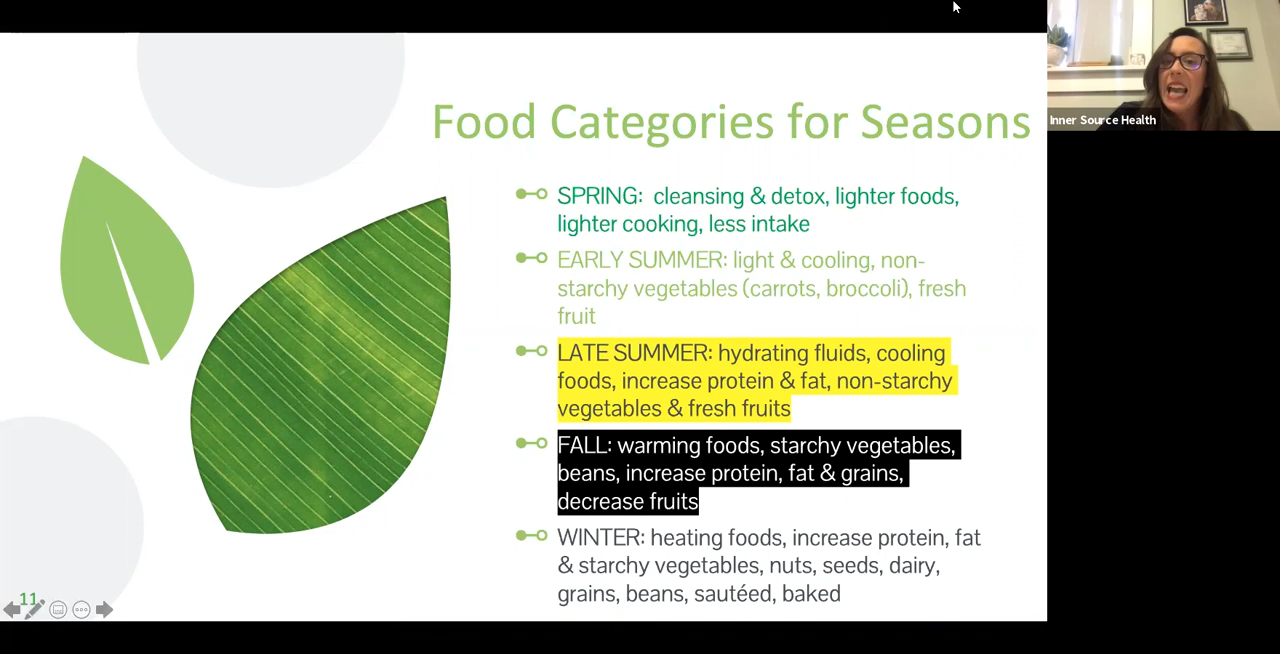 Food Categories for Seasons
Inner Source Health
SPRING:  cleansing & detox, lighter foods,
lighter cooking, less intake
EARLY SUMMER: light & cooling, non-
starchy vegetables (carrots, broccoli), fresh
fruit
LATE SUMMER: hydrating fluids, cooling
foods, increase protein & fat, non-starchy
vegetables & fresh fruits
FALL: warming foods, starchy vegetables,
beans, increase protein, fat & grains,
decrease fruits
WINTER: heating foods, increase protein, fat
& starchy vegetables, nuts, seeds, dairy,
grains, beans, sautéed, baked
11